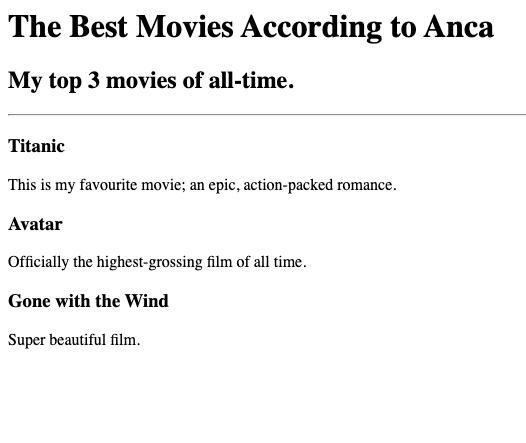 The Best Movies According to Anca
My top 3 movies of all-time.
Titanic
This is my favourite movie; an epic, action-packed romance.
Avatar
Officially the highest-grossing film of all time.
Gone with the Wind
Super beautiful film.